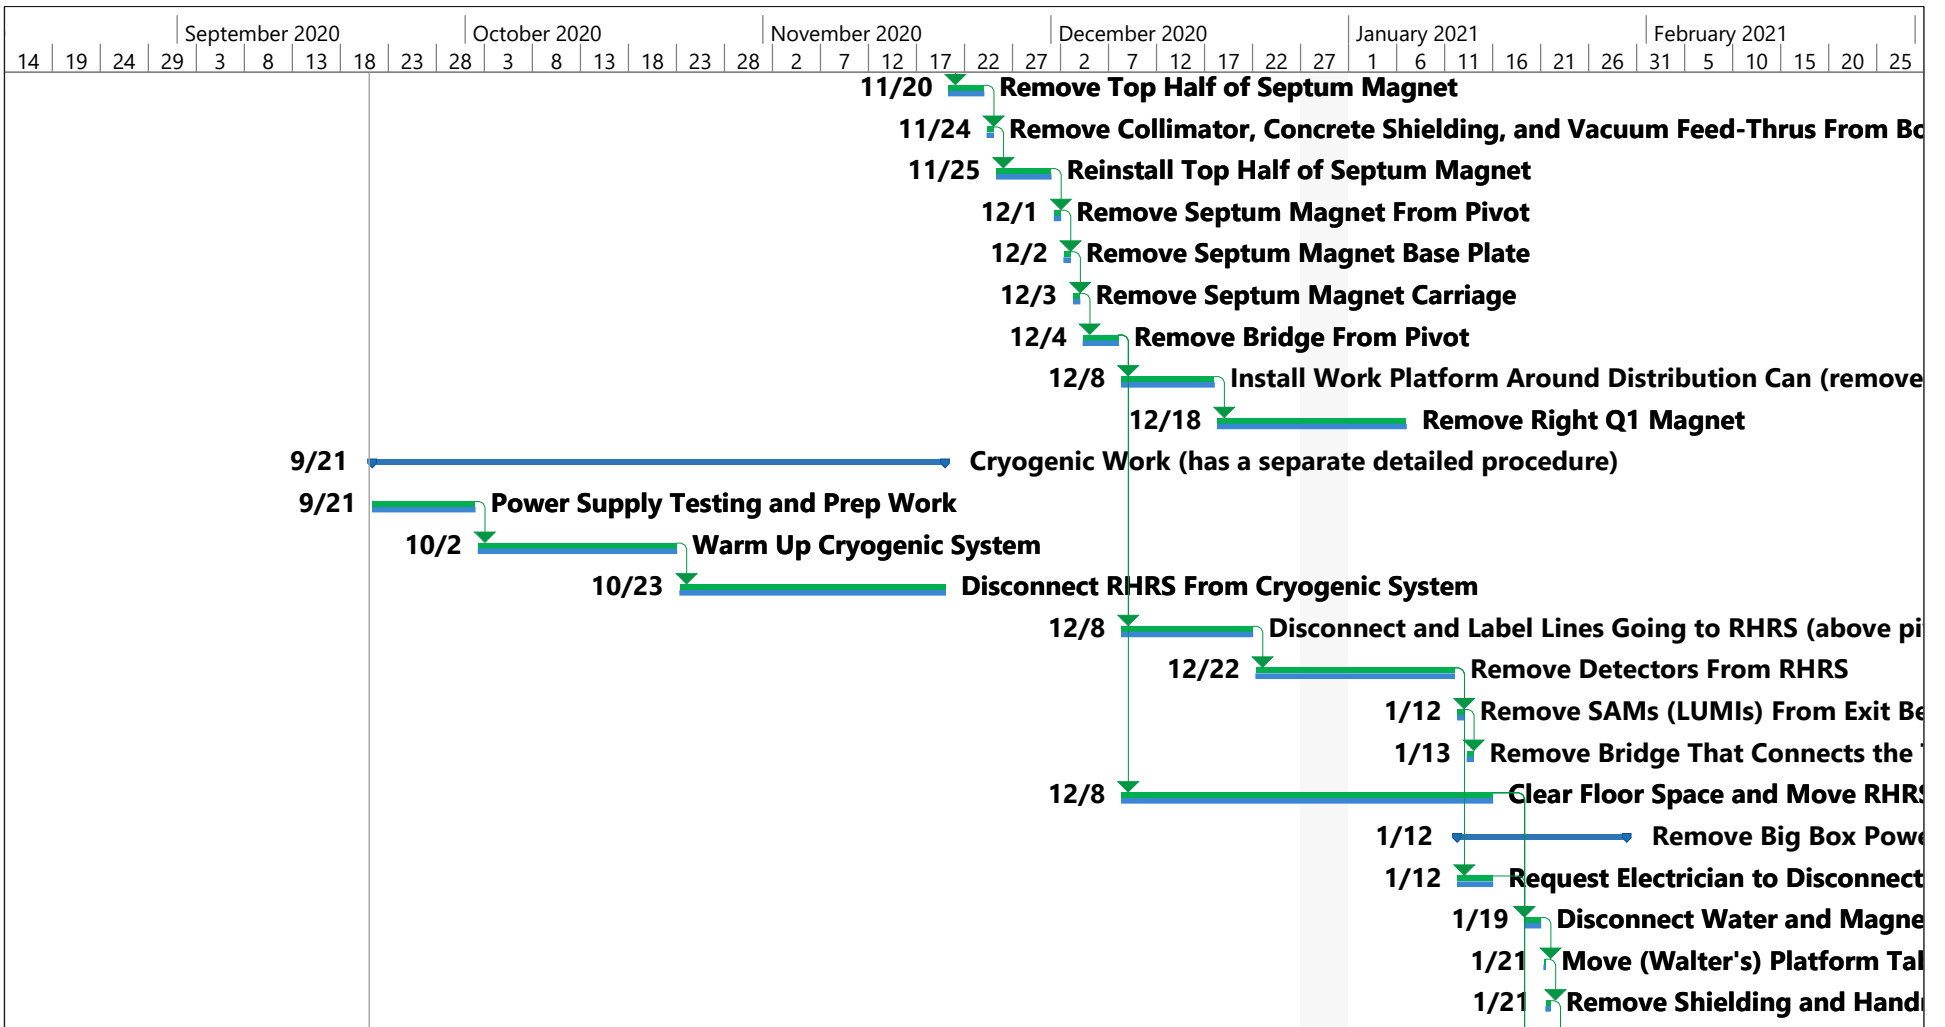 September 2020 October 2020 November 2020 December 2020 January 2021 February 2021
14 19 24 29 3 8 13 18 23 28 3 8 13 18 23 28 2 7 12 17 22 27 2 7 12 17 22 27 1 6 11 16 21 26 31 5 10 15 20 25
11/20 Remove Top Half of Septum Magnet
11/24 Remove Collimator, Concrete Shielding, and Vacuum Feed-Thrus From Bo
11/25 Reinstall Top Half of Septum Magnet
12/1 Remove Septum Magnet From Pivot
12/2 Remove Septum Magnet Base Plate
12/3 Remove Septum Magnet Carriage
12/4 Remove Bridge From Pivot
12/8 Install Work Platform Around Distribution Can (remove
12/18 Remove Right Q1 Magnet
9/21 Cryogenic Work (has a separate detailed procedure)
9/21 Power Supply Testing and Prep Work
10/2 Warm Up Cryogenic System
10/23 Disconnect RHRS From Cryogenic System
12/8 Disconnect and Label Lines Going to RHRS (above pi
12/22 Remove Detectors From RHRS
1/12 Remove SAMs (LUMIs) From Exit Be
1/13 Remove Bridge That Connects the
12/8 Clear Floor Space and Move RHRS
1/12 Remove Big Box Powe
1/12 Request Electrician to Disconnect
1/19 Disconnect Water and Magne
1/21 Move (Walter's) Platform Tal
1/21 Remove Shielding and Handr